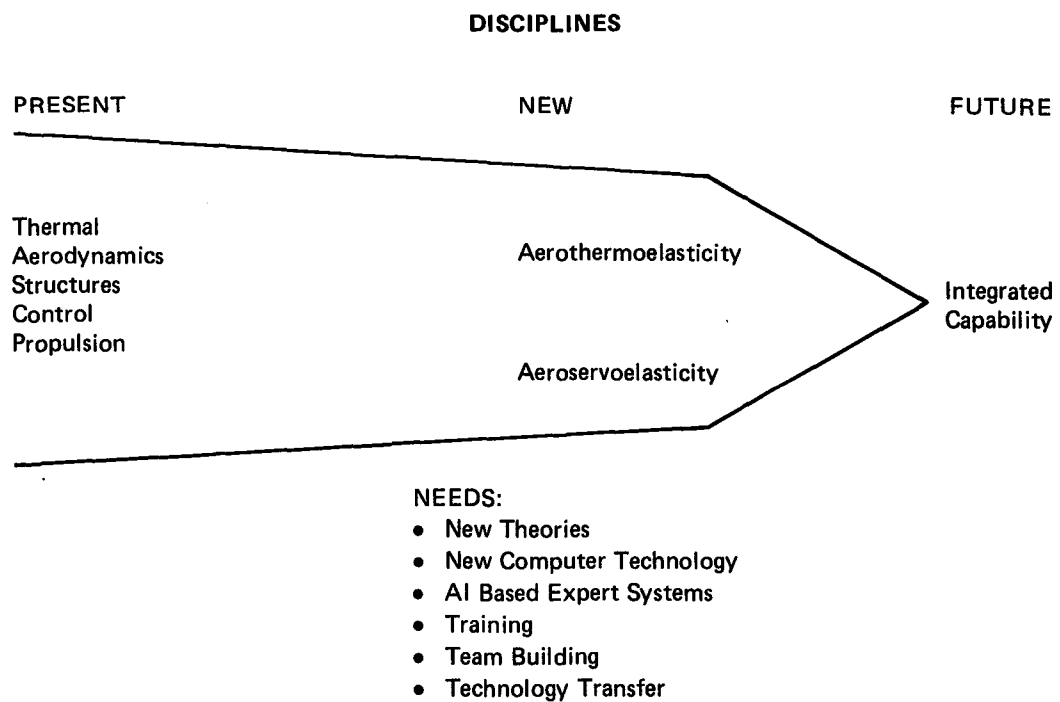 DISCIPLINES
PRESENT NEW FUTURE
Thermal
Aerodynamics
Structures
Control
Propulsion
Aerothermoelasticity
Aeroservoelasticity
Integrated
Capability
NEEDS:
• New Theories
• New Computer Technology
• AI Based Expert Systems
• Training
• Team Building
• Technology Transfer